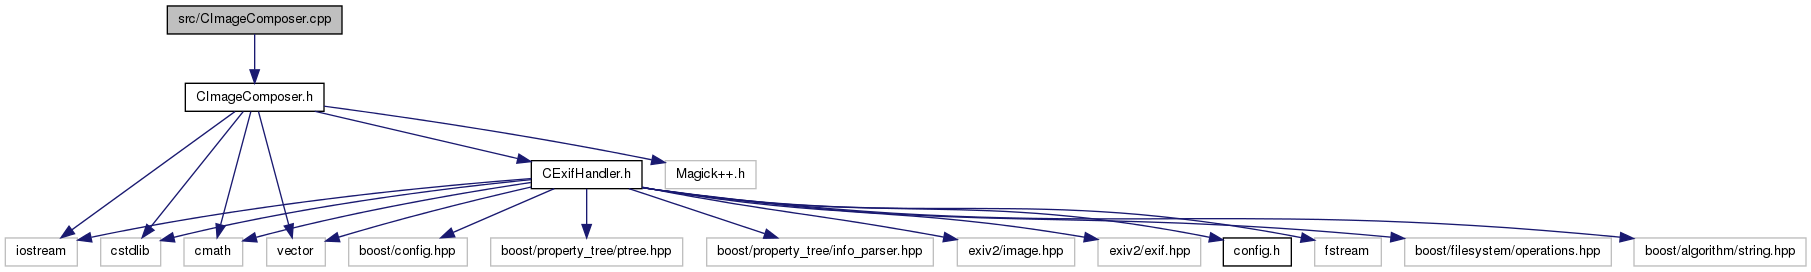 src/CImageComposer.cpp
CImageComposer.h
CExifHandler.h
Magick++.h
iostream
cstdlib
cmath
vector
boost/config.hpp
boost/property_tree/ptree.hpp
boost/property_tree/info_parser.hpp
exiv2/image.hpp
exiv2/exif.hpp
config.h
fstream
boost/filesystem/operations.hpp
boost/algorithm/string.hpp